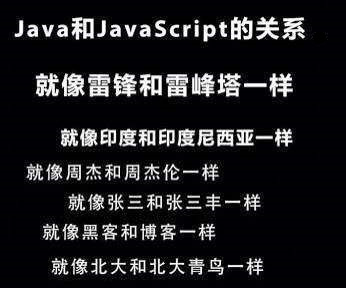 Java和JavaScript的关系
就像雷锋和雷峰塔一样
就像印度和印度尼西亚一样
就像周杰和周杰伦一样
就像张三和张三丰一样
就像黑客和博客一样
就像北大和北大青鸟一样